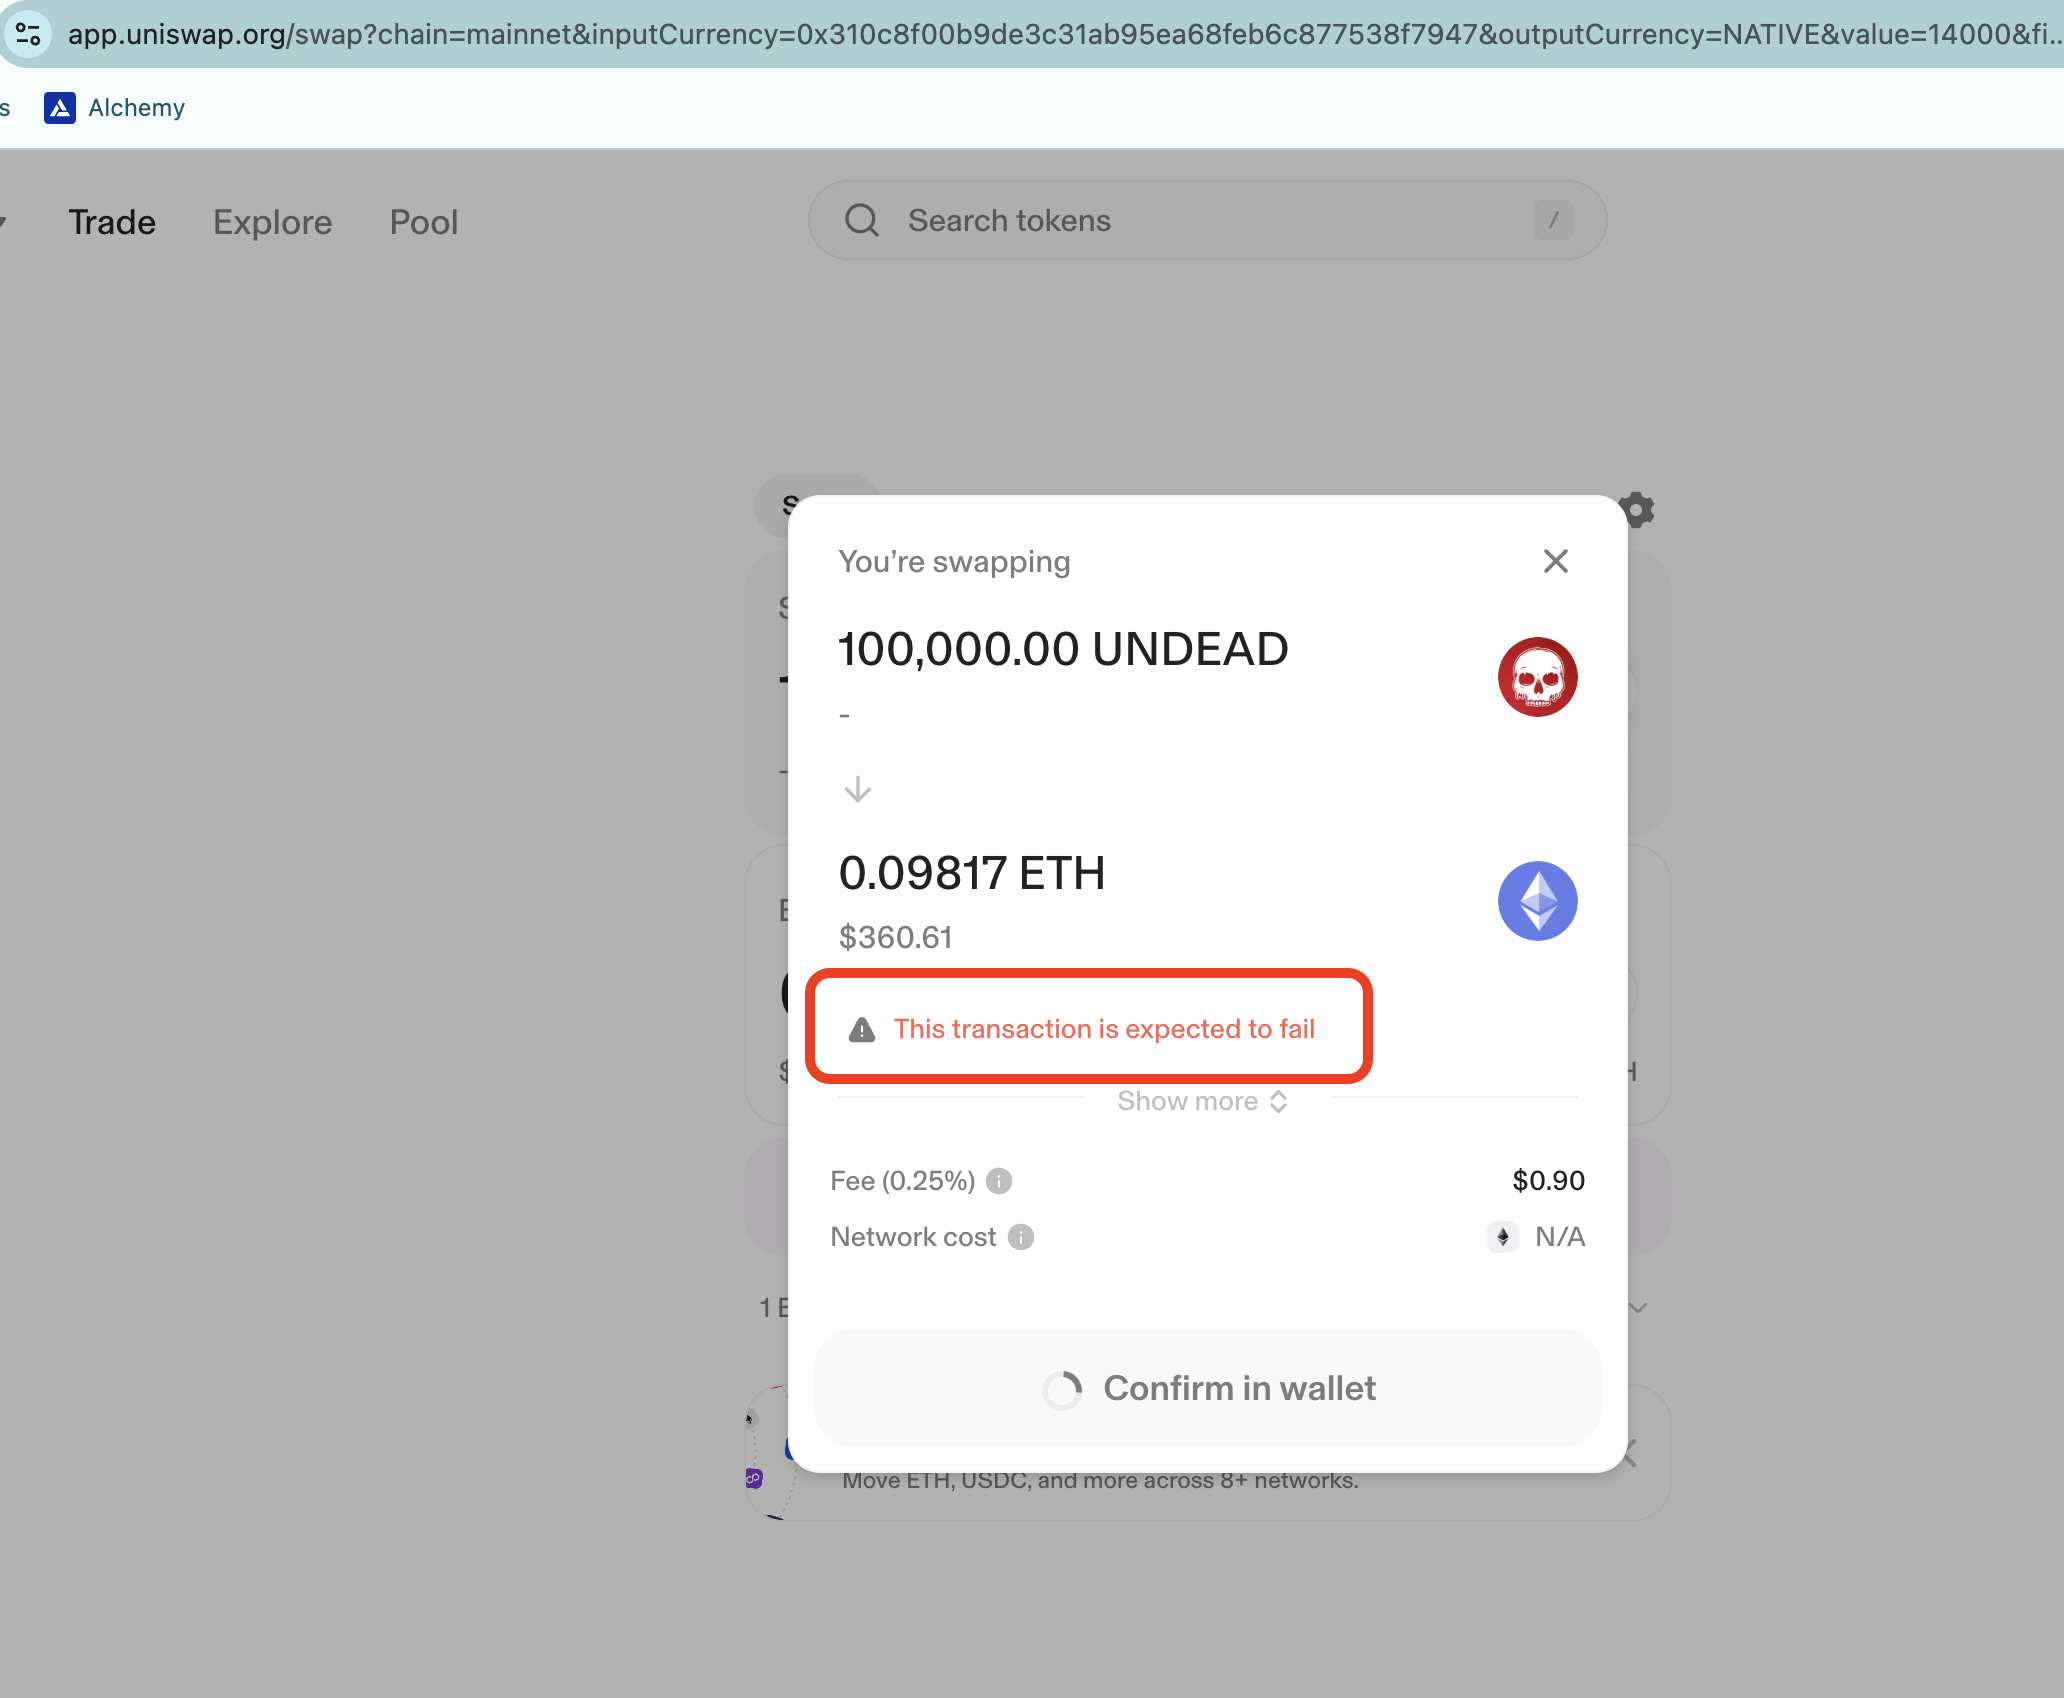 app.uniswap.org/swap?chain=mainnet&inputCurrency=0x310c8f00b9de3c31ab95ea68feb6c877538f7947&outputCurrency=NATIVE&value=14000&fi...
s
Alchemy
Trade
Explore
Pool
Search tokens
/
S
You're swapping
S
100,000.00 UNDEAD
-
-
0.09817 ETH
E
$360.61
This transaction is expected to fail
$
H
Show more
Fee (0.25%)
$0.90
Network cost
N/A
1 E
Confirm in wallet
Move ETH, USDC, and more across 8+ networks.